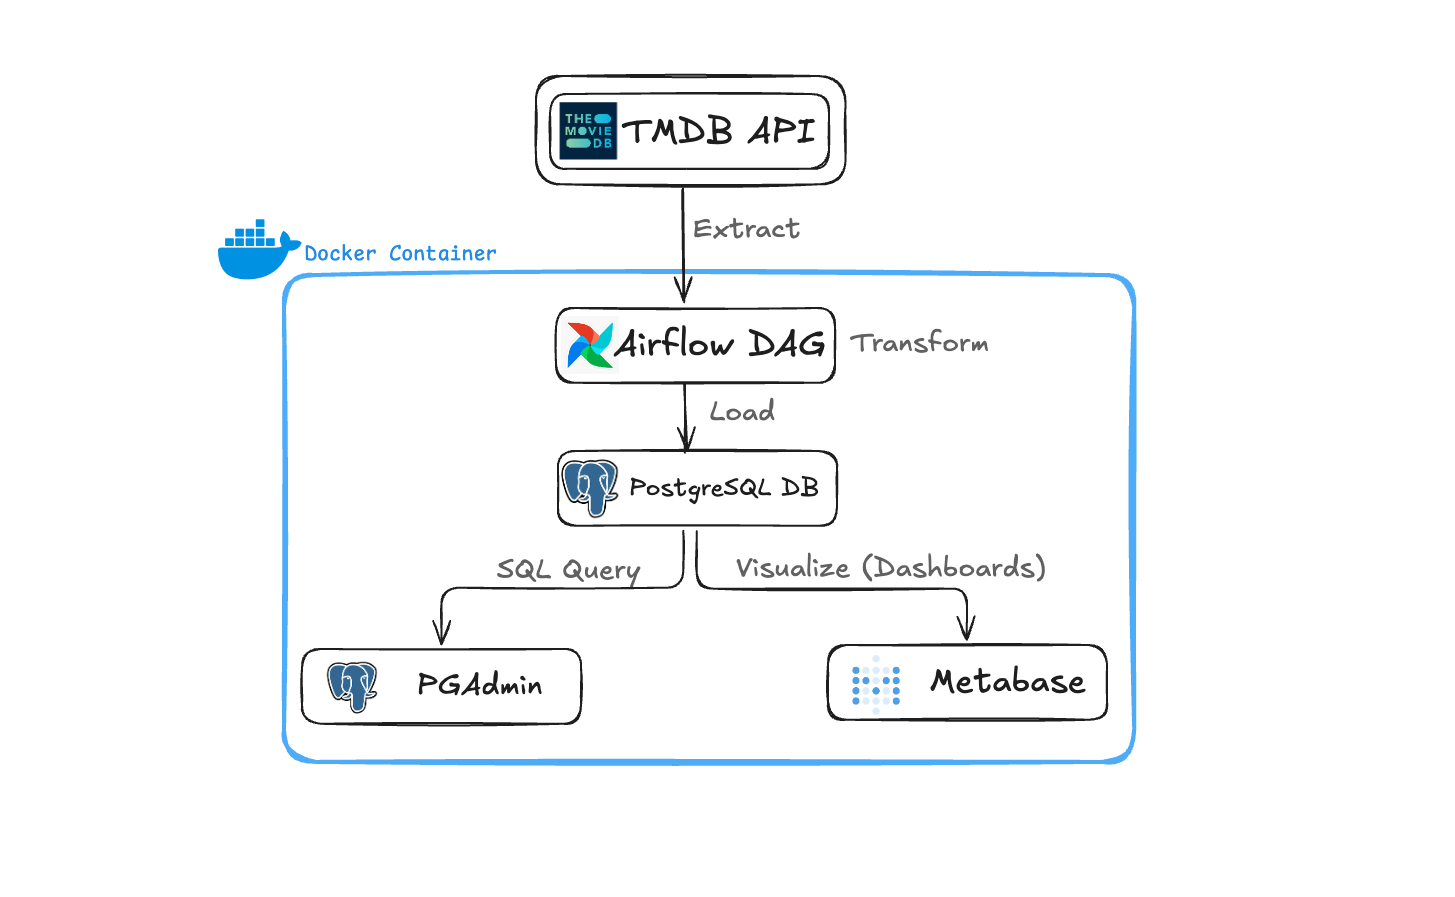 THE
MOVIE
DB
TMDB API
Extract
Docker Container
Airflow DAG
Transform
Load
PostgreSQL DB
SQL Query
Visualize (Dashboards)
PGAdmin
Metabase